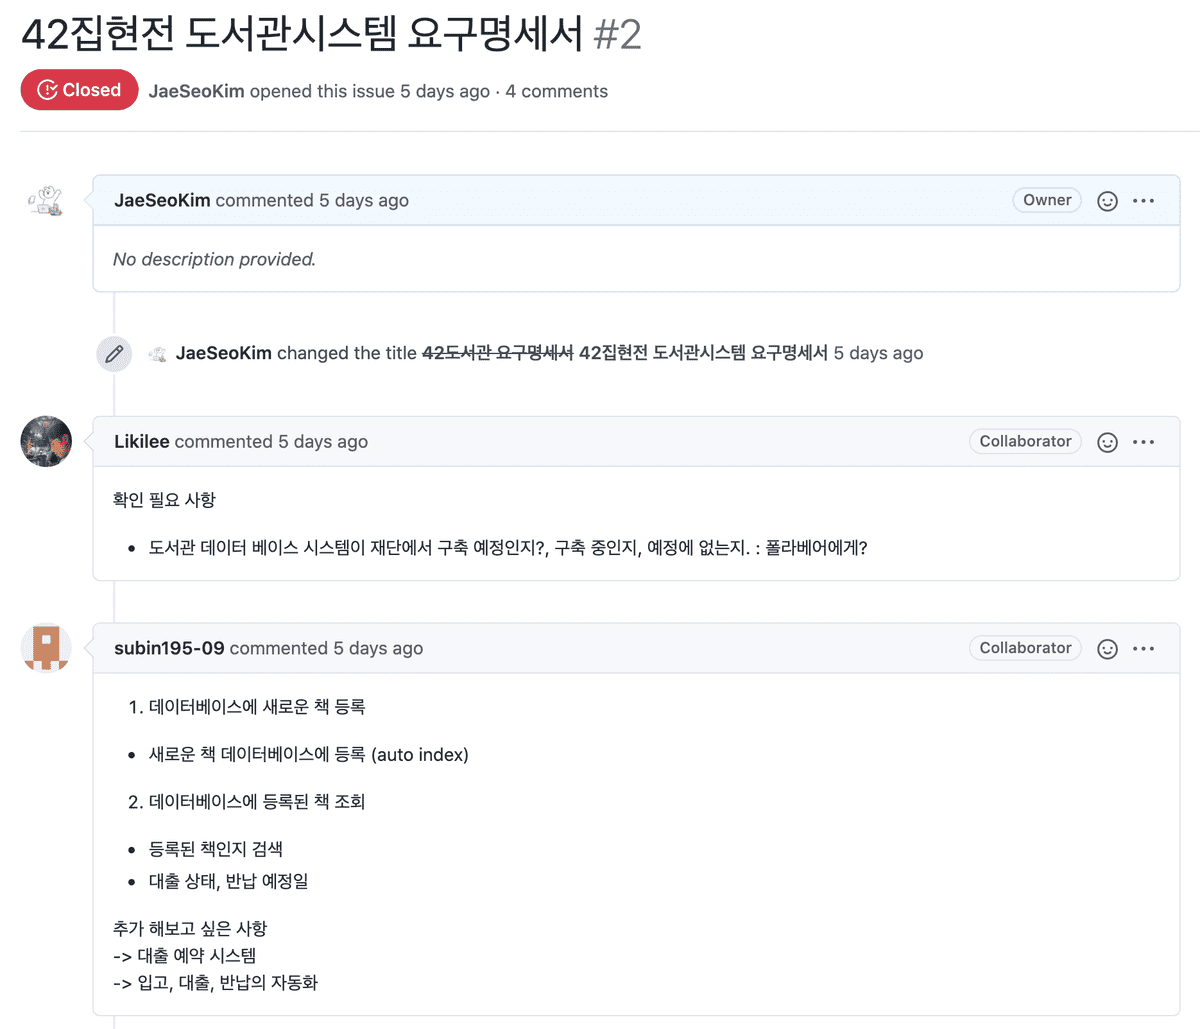 42집현전 도서관시스템 요구명세서 #2
Closed JaeSeoKim opened this issue 5 days ago · 4 comments
JaeSeoKim commented 5 days ago Owner
No description provided.
JaeSeoKim changed the title 42도서관 요구명세서 42집현전 도서관시스템 요구명세서 5 days ago
Likilee commented 5 days ago Collaborator
확인 필요 사항
• 도서관 데이터 베이스 시스템이 재단에서 구축 예정인지?, 구축 중인지, 예정에 없는지. : 폴라베어에게?
subin195-09 commented 5 days ago Collaborator
1. 데이터베이스에 새로운 책 등록
• 새로운 책 데이터베이스에 등록 (auto index)
2. 데이터베이스에 등록된 책 조회
• 등록된 책인지 검색
• 대출 상태, 반납 예정일
추가 해보고 싶은 사항
-> 대출 예약 시스템
-> 입고, 대출, 반납의 자동화